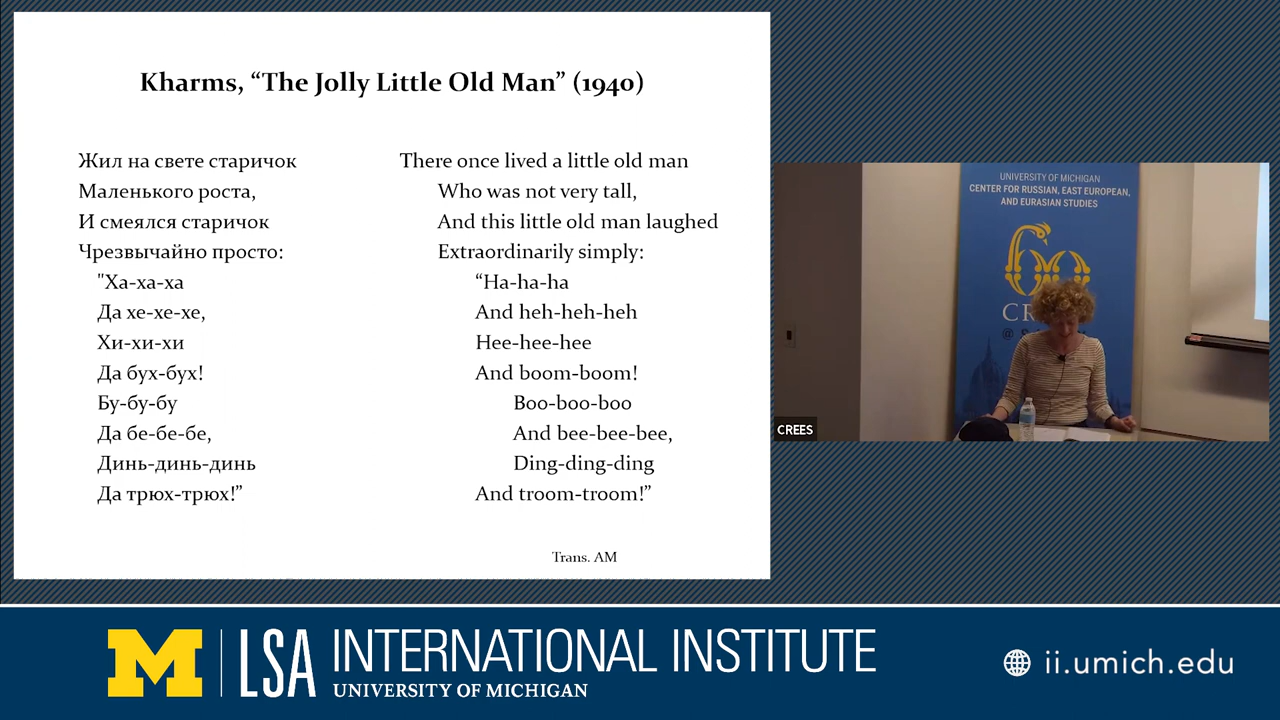 Kharms, “The Jolly Little Old Man” (1940)
Жил на свете старичок
Маленького роста,
И смеялся старичок
Чрезвычайно просто:
"Ха-ха-ха
Да хе-хе-хе,
Хи-хи-хи
Да бух-бух!
Бу-бу-бу
Да бе-бе-бе,
Динь-динь-динь
Да трюх-трюх!”
There once lived a little old man
Who was not very tall,
And this little old man laughed
Extraordinarily simply:
“Ha-ha-ha
And heh-heh-heh
Hee-hee-hee
And boom-boom!
Boo-boo-boo
And bee-bee-bee,
Ding-ding-ding
And troom-troom!”
Trans. AM
UNIVERSITY OF MICHIGAN
CENTER FOR RUSSIAN, EAST EUROPEAN,
AND EURASIAN STUDIES
60
CREES
M
LSA
INTERNATIONAL INSTITUTE
UNIVERSITY OF MICHIGAN
ii.umich.edu